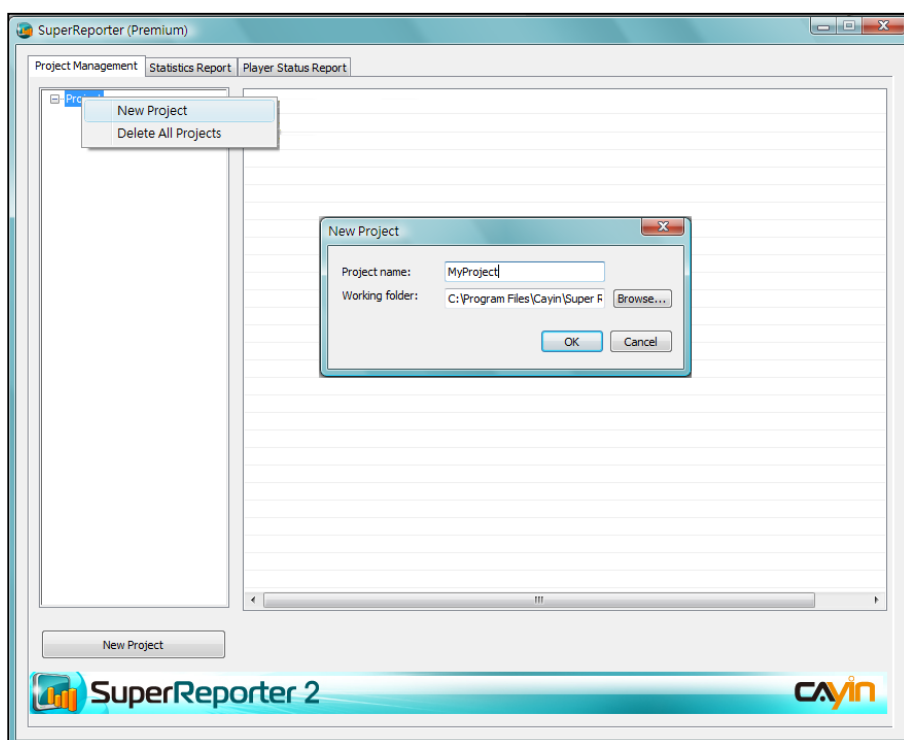 SuperReporter (Premium)
Project Management Statistics Report Player Status Report
New Project
Delete All Projects
New Project
Project name: MyProject
Working folder: C:\Program Files\Cayin\Super R Browse...
OK Cancel
New Project
SuperReporter 2 CAYIN